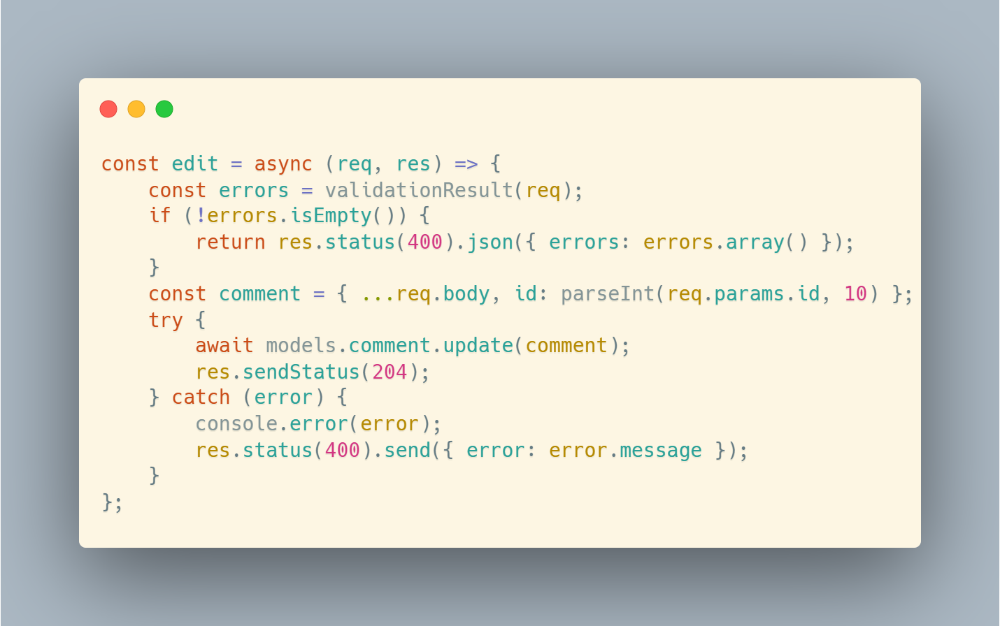 const edit = async (req, res) => {
    const errors = validationResult(req);
    if (!errors.isEmpty()) {
        return res.status(400).json({ errors: errors.array() });
    }
    const comment = { ...req.body, id: parseInt(req.params.id, 10) };
    try {
        await models.comment.update(comment);
        res.sendStatus(204);
    } catch (error) {
        console.error(error);
        res.status(400).send({ error: error.message });
    }
};